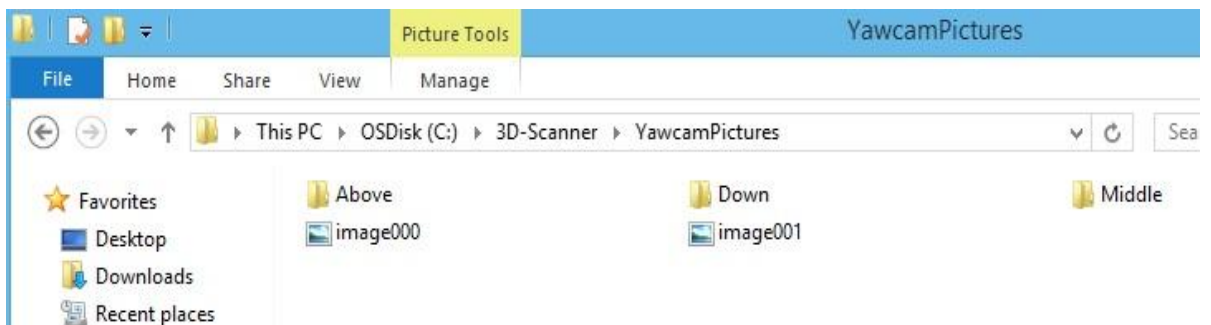 Picture Tools YawcamPictures
File Home Share View Manage
This PC OSDisk (C:) 3D-Scanner YawcamPictures Sea
Favorites Above Down Middle
Desktop image000 image001
Downloads
Recent places